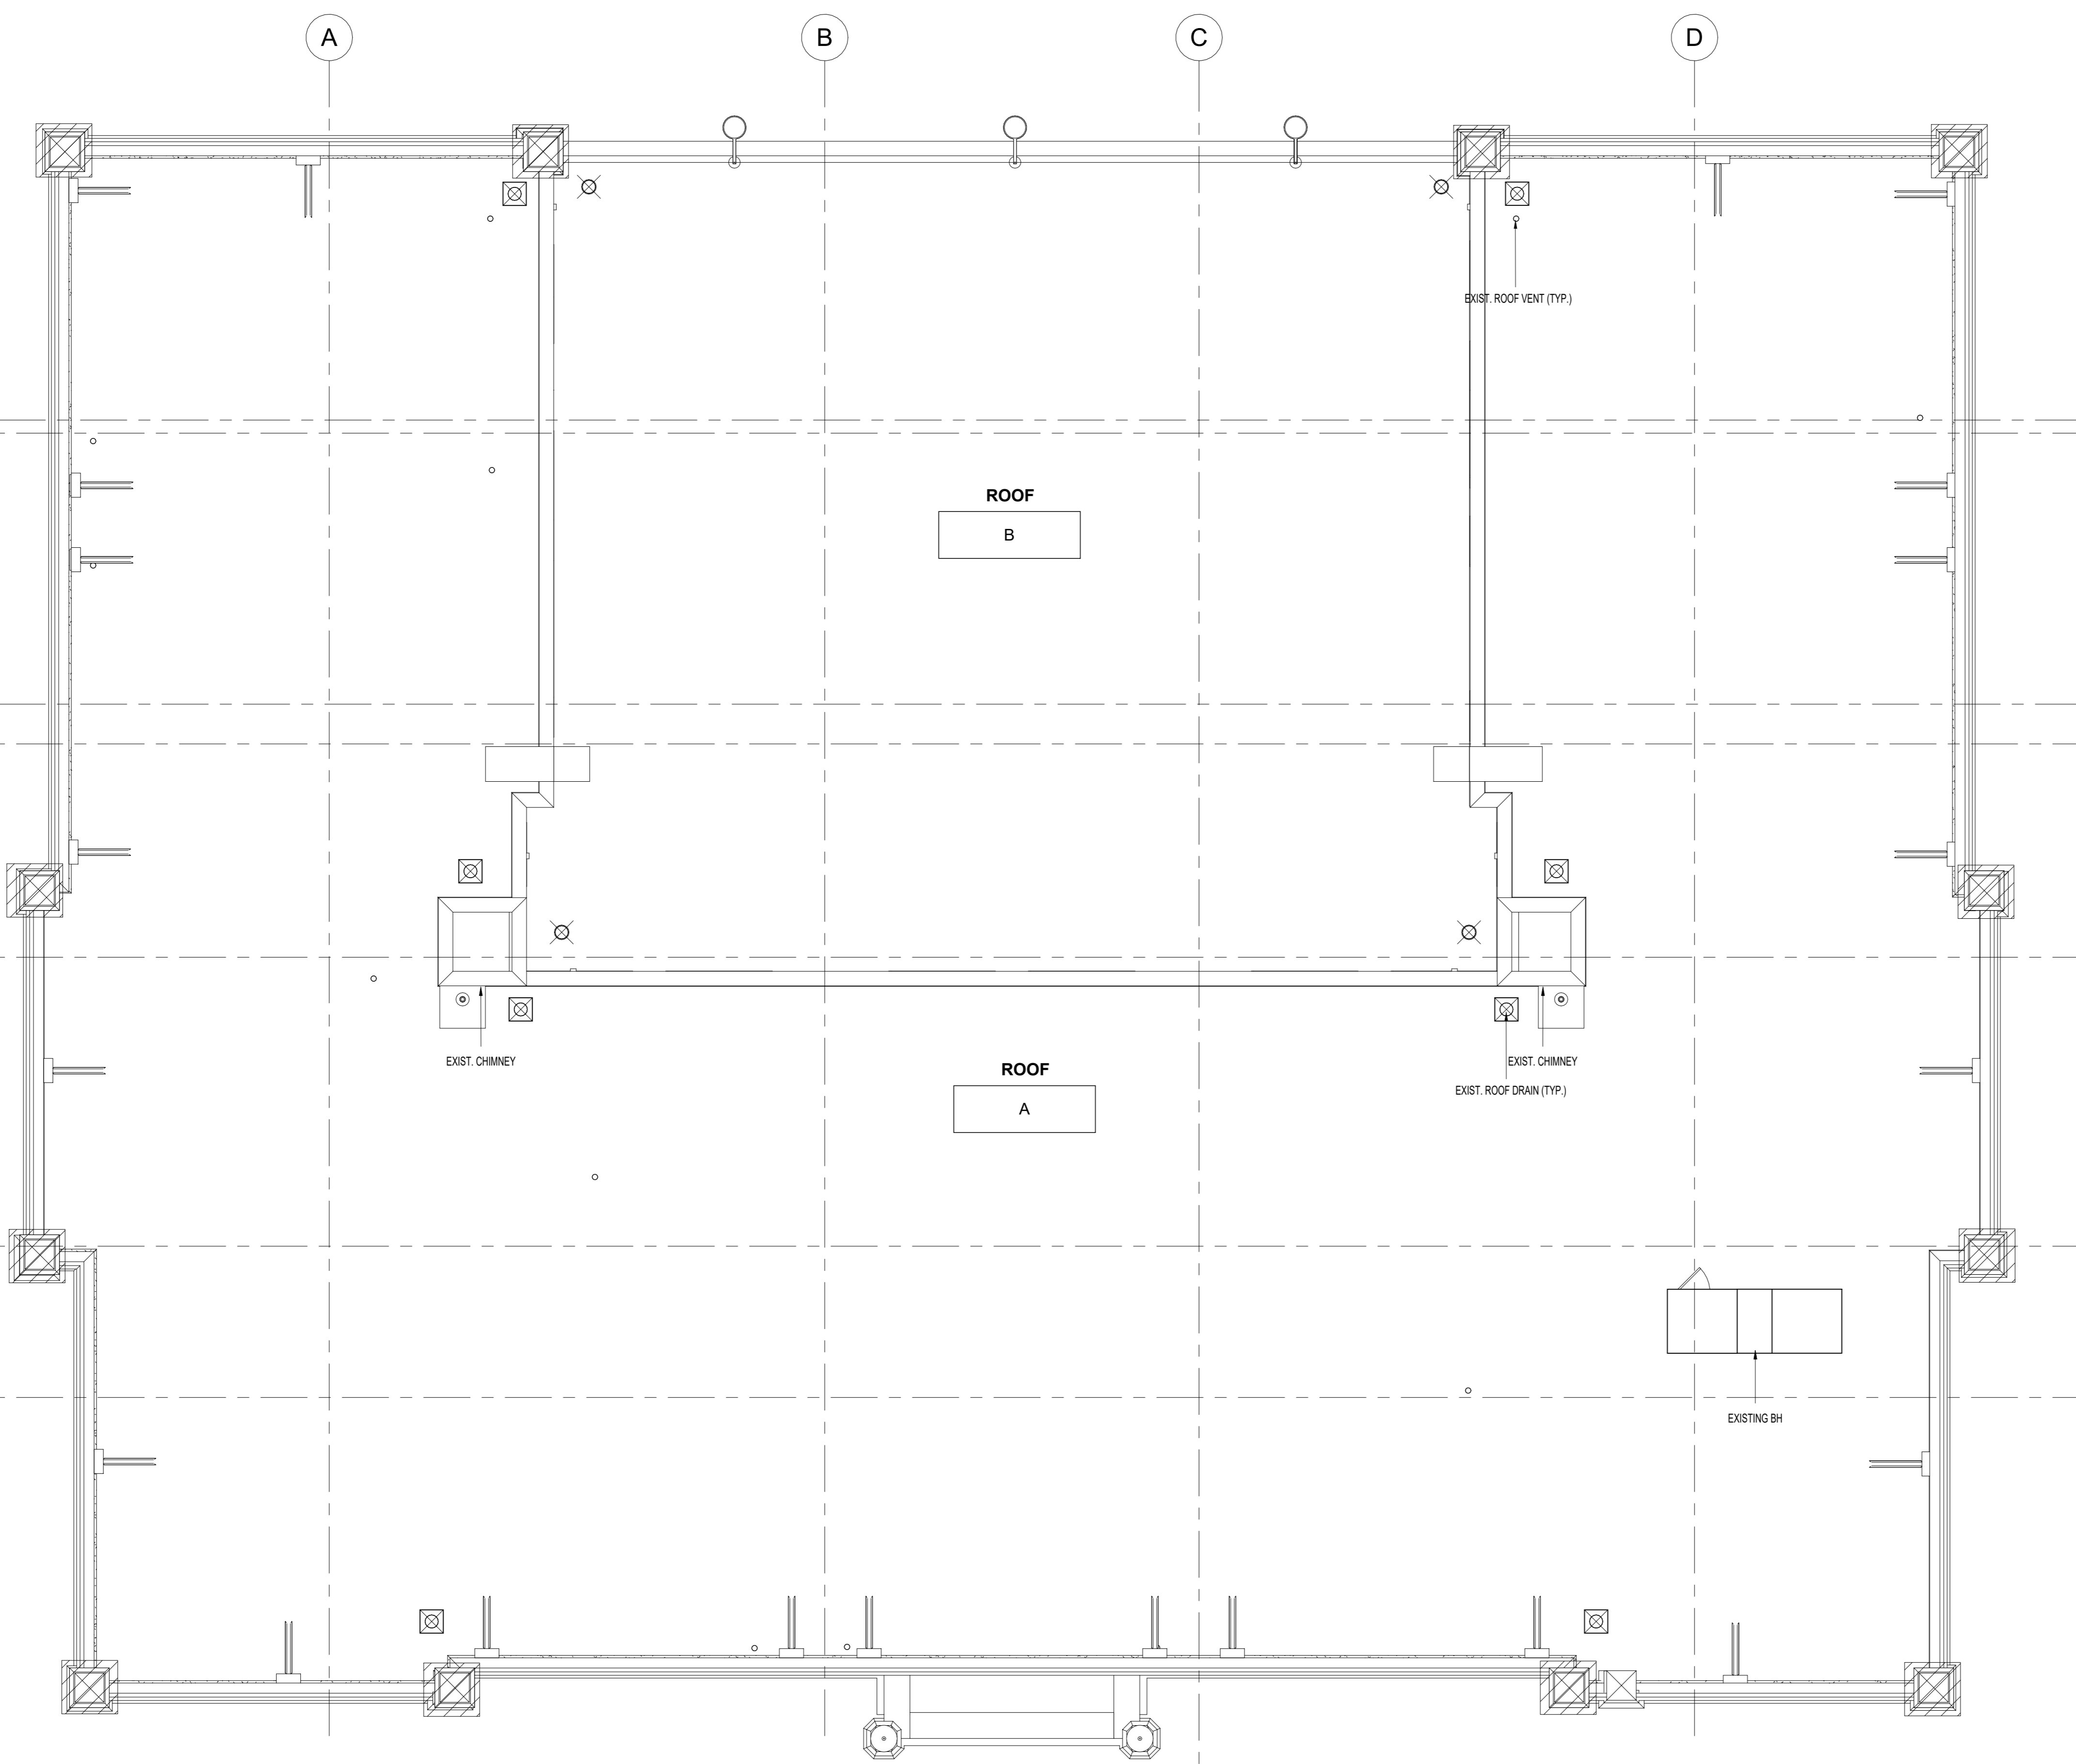 A
B
C
D
EXIST. ROOF VENT (TYP.)
ROOF
B
EXIST. CHIMNEY
ROOF
EXIST. CHIMNEY
A
EXIST. ROOF DRAIN (TYP.)
EXISTING BH